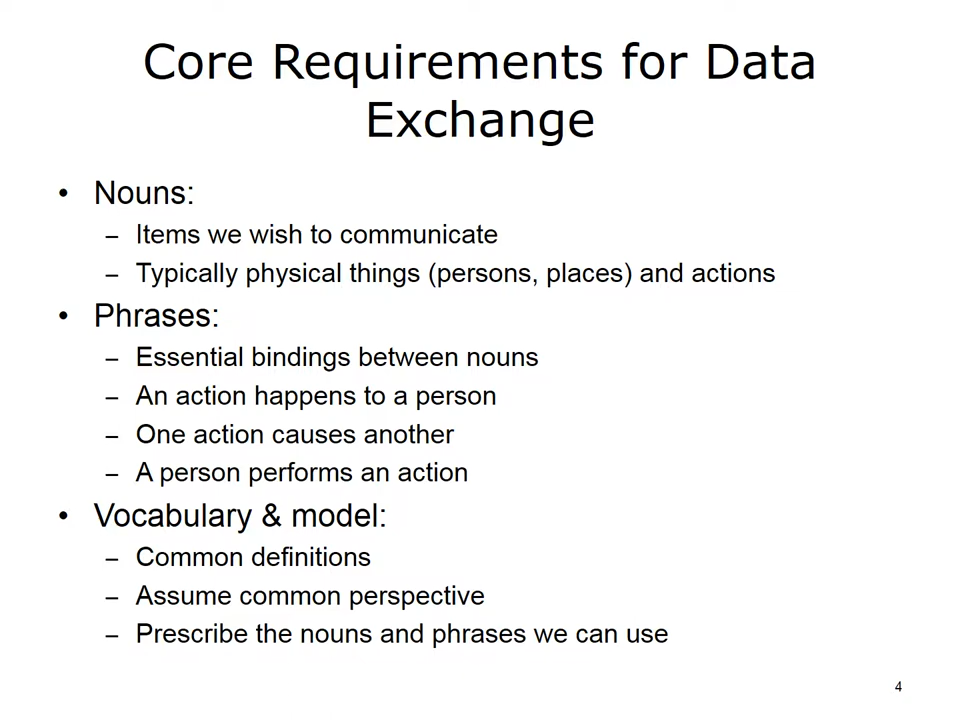 Core Requirements for Data
Exchange
• Nouns:
– Items we wish to communicate
– Typically physical things (persons, places) and actions
• Phrases:
– Essential bindings between nouns
– An action happens to a person
– One action causes another
– A person performs an action
• Vocabulary & model:
– Common definitions
– Assume common perspective
– Prescribe the nouns and phrases we can use
4